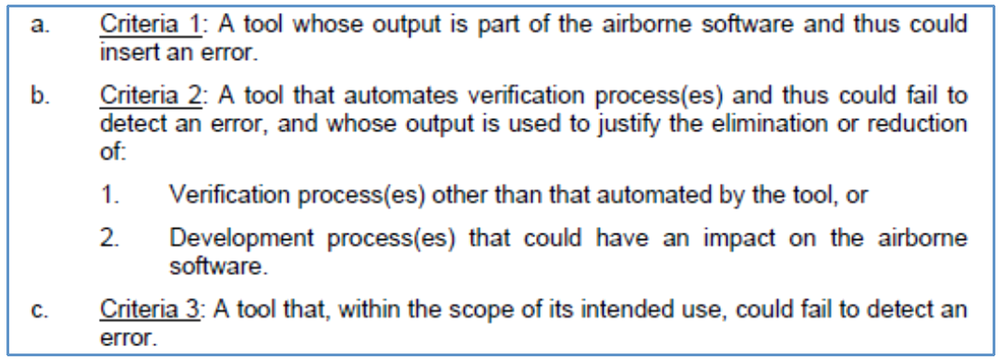 a. Criteria 1: A tool whose output is part of the airborne software and thus could
insert an error.
b. Criteria 2: A tool that automates verification process(es) and thus could fail to
detect an error, and whose output is used to justify the elimination or reduction
of:
1. Verification process(es) other than that automated by the tool, or
2. Development process(es) that could have an impact on the airborne
software.
c. Criteria 3: A tool that, within the scope of its intended use, could fail to detect an
error.